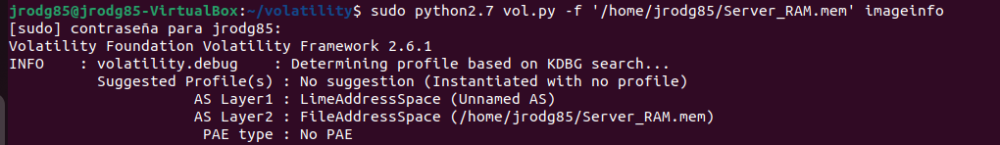 jrodg85@jrodg85-VirtualBox:~/volatility$ sudo python2.7 vol.py -f '/home/jrodg85/Server_RAM.mem' imageinfo
[sudo] contraseña para jrodg85:
Volatility Foundation Volatility Framework 2.6.1
INFO    : volatility.debug    : Determining profile based on KDBG search...
          Suggested Profile(s) : No suggestion (Instantiated with no profile)
                     AS Layer1 : LimeAddressSpace (Unnamed AS)
                     AS Layer2 : FileAddressSpace (/home/jrodg85/Server_RAM.mem)
                      PAE type : No PAE